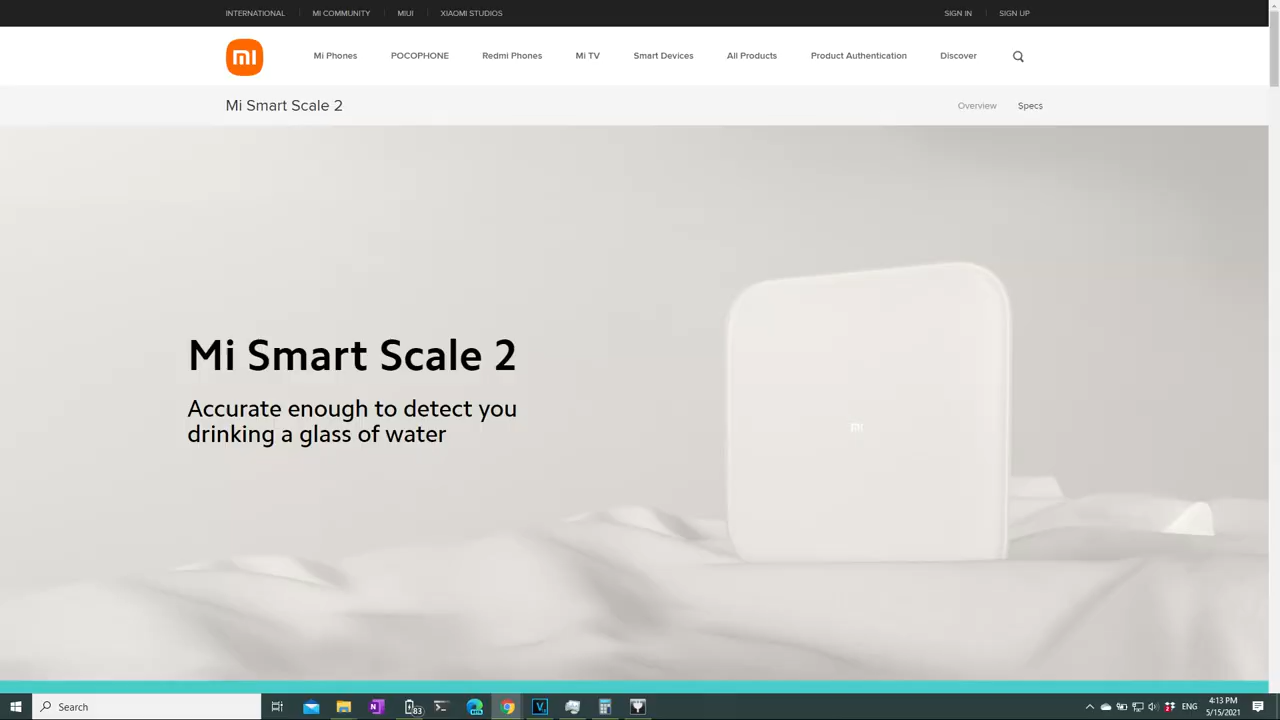 INTERNATIONAL MI COMMUNITY MIUI XIAOMI STUDIOS SIGN IN SIGN UP
mi Mi Phones POCOPHONE Redmi Phones Mi TV Smart Devices All Products Product Authentication Discover
Mi Smart Scale 2 Overview Specs
Mi Smart Scale 2
Accurate enough to detect you
drinking a glass of water
MI
Search 83 ENG 4:13 PM
5/15/2021